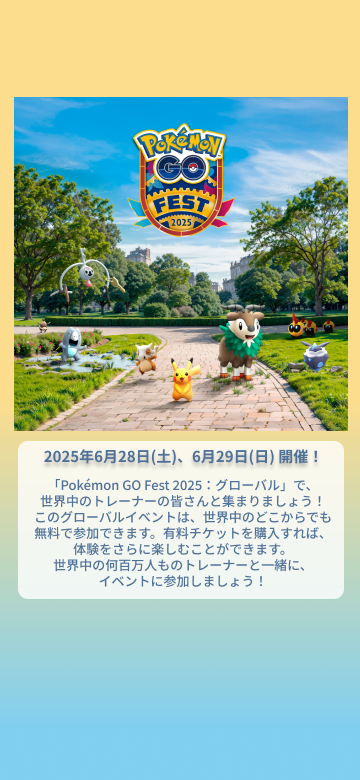 Pokémon
GO
FEST
2025
2025年6月28日(土)、6月29日(日) 開催！
「Pokémon GO Fest 2025：グローバル」で、
世界中のトレーナーの皆さんと集まりましょう！
このグローバルイベントは、世界中のどこからでも
無料で参加できます。有料チケットを購入すれば、
体験をさらに楽しむことができます。
世界中の何百万人ものトレーナーと一緒に、
イベントに参加しましょう！